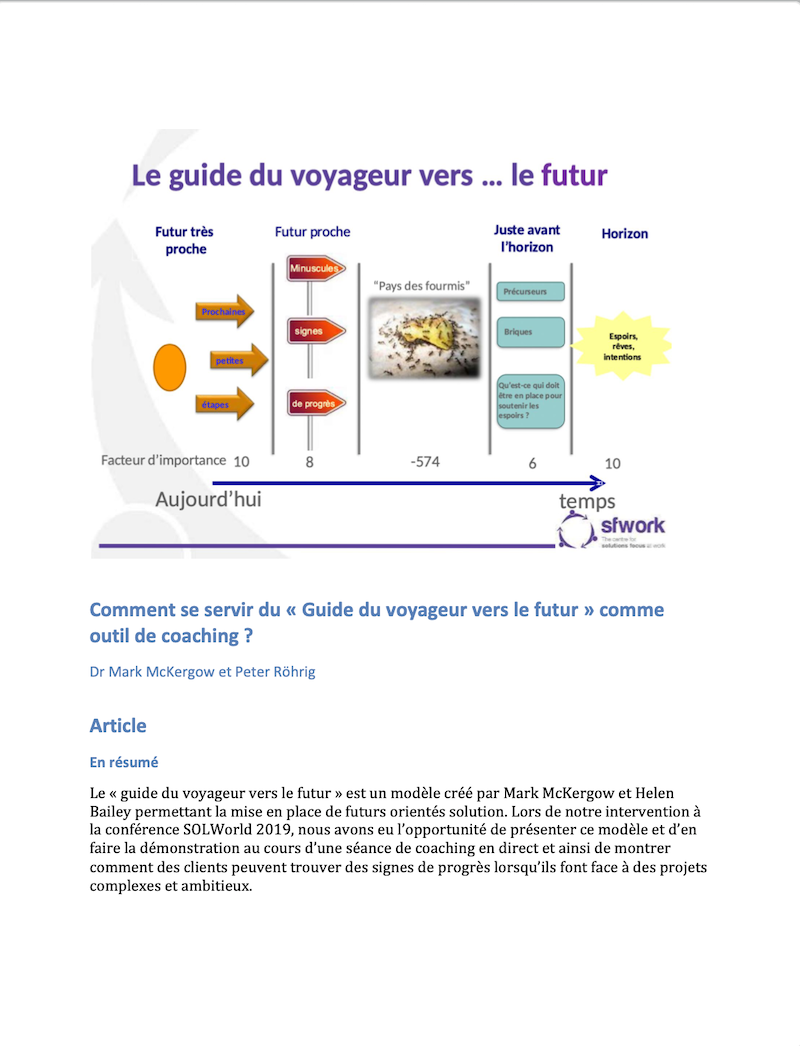 Le guide du voyageur vers ... le futur
Futur très
proche
Futur proche
Juste avant
l'horizon
Horizon
Prochaines
petites
étapes
Minuscules
signes
de progrès
"Pays des fourmis"
Précurseurs
Briques
Qu'est-ce qui doit
être en place pour
soutenir les
espoirs ?
Espoirs,
rêves,
intentions
Facteur d'importance 10 8 -574 6 10
Aujourd'hui
temps
sfwork
The centre for
solutions focus at work
Comment se servir du « Guide du voyageur vers le futur » comme
outil de coaching ?
Dr Mark McKergow et Peter Röhrig
Article
En résumé
Le « guide du voyageur vers le futur » est un modèle créé par Mark McKergow et Helen
Bailey permettant la mise en place de futurs orientés solution. Lors de notre intervention à
la conférence SOLWorld 2019, nous avons eu l'opportunité de présenter ce modèle et d'en
faire la démonstration au cours d'une séance de coaching en direct et ainsi de montrer
comment des clients peuvent trouver des signes de progrès lorsqu'ils font face à des projets
complexes et ambitieux.